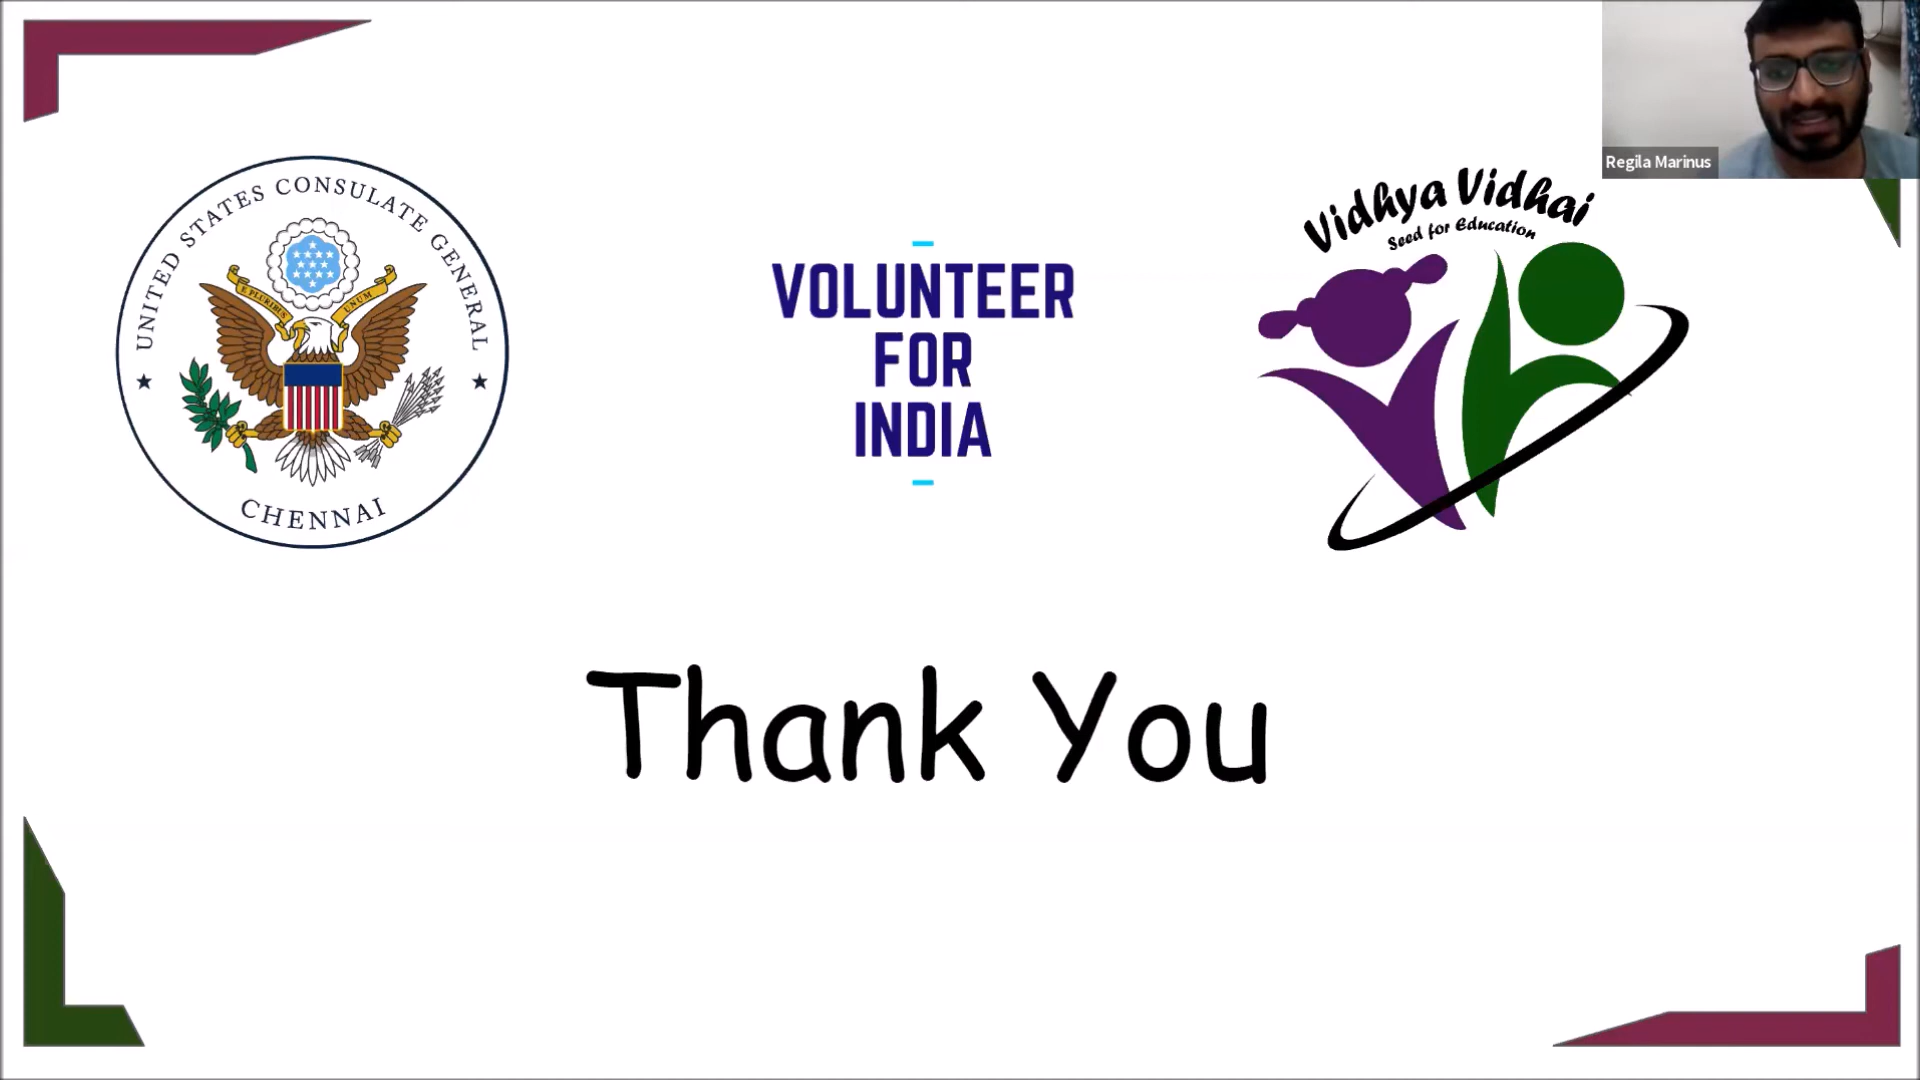 UNITED STATES CONSULATE GENERAL
E PLURIBUS UNUM
CHENNAI
VOLUNTEER
FOR
INDIA
Vidhya Vidhai
Seed for Education
Regila Marinus
Thank You